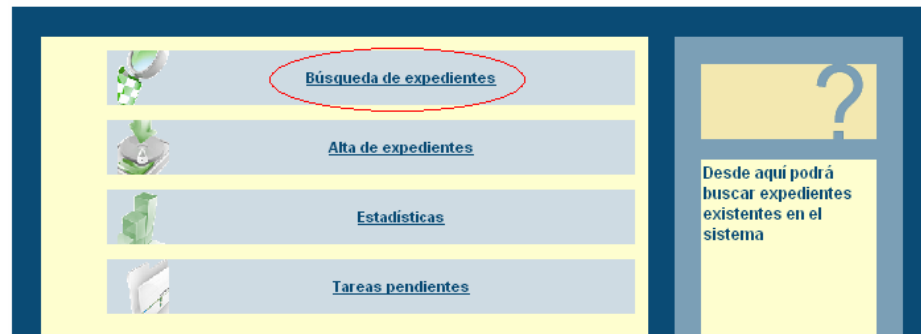 Búsqueda de expedientes
Alta de expedientes
Estadísticas
Tareas pendientes
?
Desde aquí podrá
buscar expedientes
existentes en el
sistema